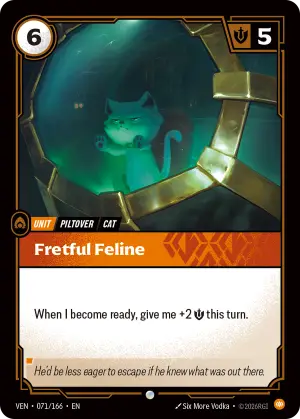 6
5
UNIT PILTOVER / CAT
Fretful Feline
When I become ready, give me +2 this turn.
He'd be less eager to escape if he knew what was out there.
VEN • 071/166 • EN Six More Vodka • ©2026RGI